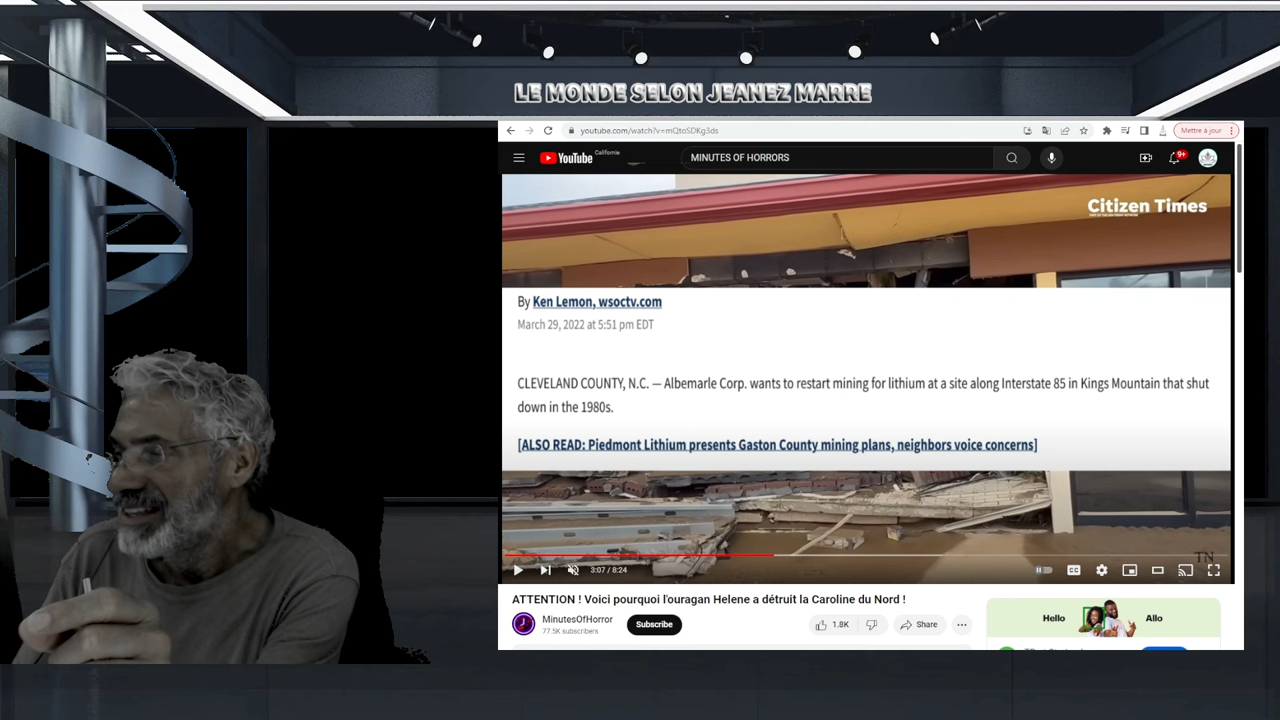 LE MONDE SELON JEANEZ MARRE
youtube.com/watch?v=mQtoSDKg3ds
Mettre à jour
YouTube
Californie
MINUTES OF HORRORS
9+
Citizen Times
By Ken Lemon, wsoctv.com
March 29, 2022 at 5:51 pm EDT
CLEVELAND COUNTY, N.C. — Albemarle Corp. wants to restart mining for lithium at a site along Interstate 85 in Kings Mountain that shut
down in the 1980s.
[ALSO READ: Piedmont Lithium presents Gaston County mining plans, neighbors voice concerns]
TN
3:07 / 8:24
CC
ATTENTION ! Voici pourquoi l'ouragan Helene a détruit la Caroline du Nord !
MinutesOfHorror
77.5K subscribers
Subscribe
1.8K
Share
Hello
Allo